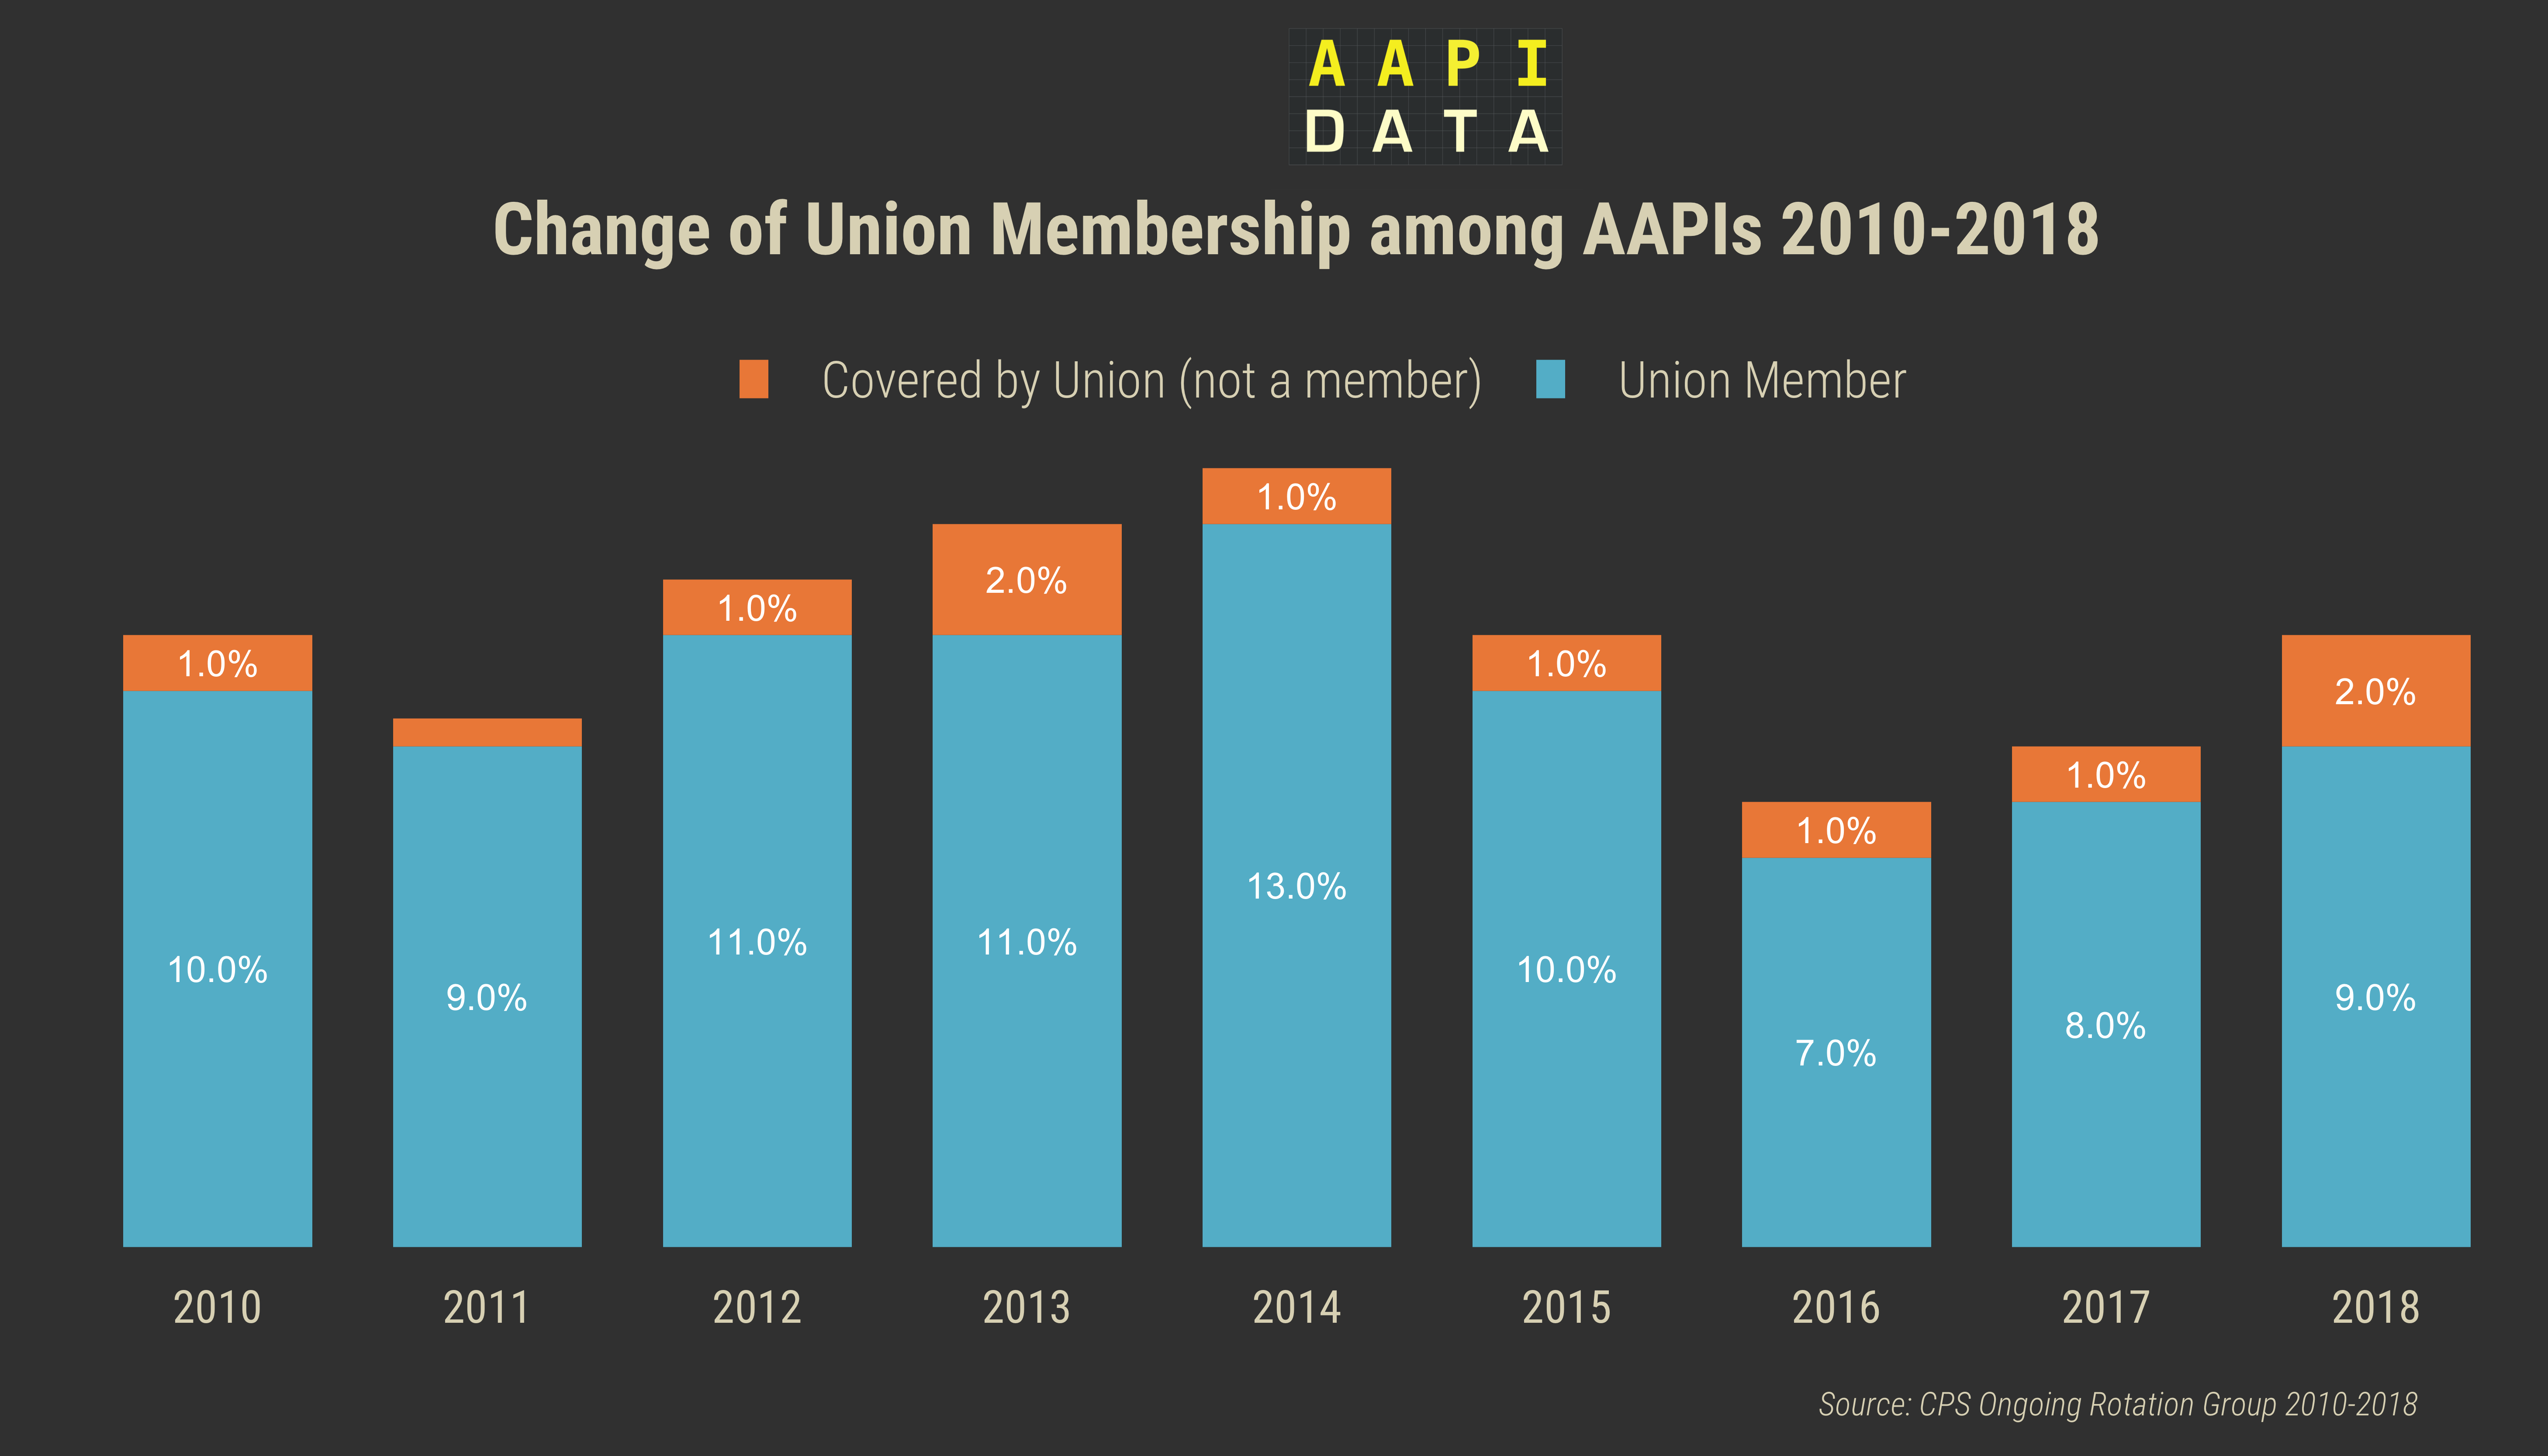 AAPI
DATA
Change of Union Membership among AAPIs 2010-2018
Covered by Union (not a member) Union Member
1.0%
1.0% 2.0%
1.0% 1.0% 2.0%
1.0%
1.0%
13.0%
11.0% 11.0%
10.0% 10.0%
9.0% 9.0%
8.0%
7.0%
2010 2011 2012 2013 2014 2015 2016 2017 2018
Source: CPS Ongoing Rotation Group 2010-2018